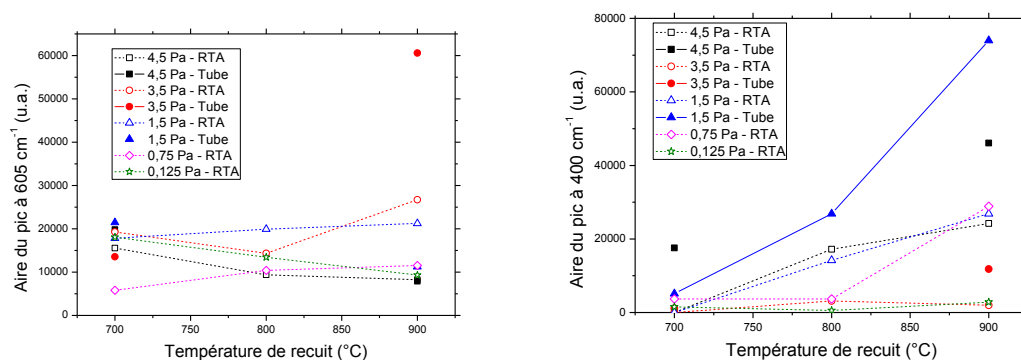 60000
50000
40000
30000
20000
10000
0
Aire du pic à 605 cm⁻¹ (u.a.)
4,5 Pa - RTA
4,5 Pa - Tube
3,5 Pa - RTA
3,5 Pa - Tube
1,5 Pa - RTA
1,5 Pa - Tube
0,75 Pa - RTA
0,125 Pa - RTA
700 750 800 850 900
Température de recuit (°C)
80000
60000
40000
20000
0
Aire du pic à 400 cm⁻¹ (u.a.)
4,5 Pa - RTA
4,5 Pa - Tube
3,5 Pa - RTA
3,5 Pa - Tube
1,5 Pa - RTA
1,5 Pa - Tube
0,75 Pa - RTA
0,125 Pa - RTA
700 750 800 850 900
Température de recuit (°C)